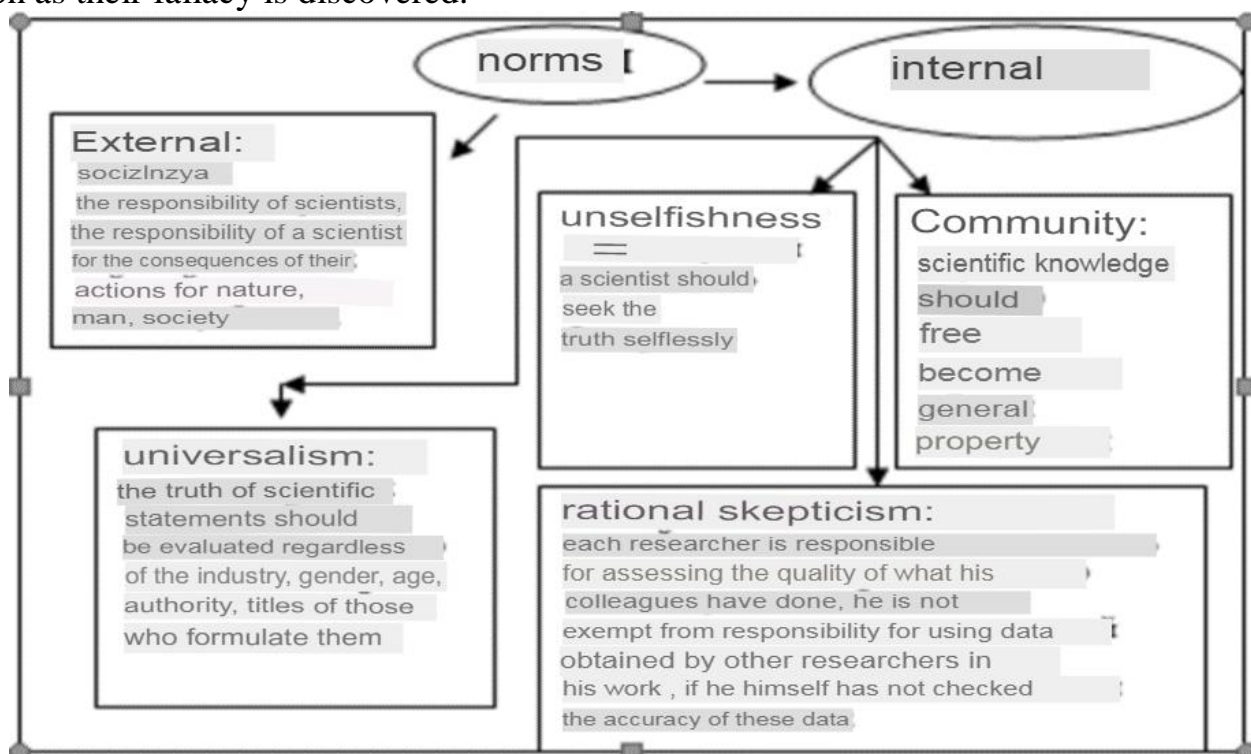 on as their fallacy is discovered.
norms
internal
External:
socizlnzya
the responsibility of scientists,
the responsibility of a scientist
for the consequences of their
actions for nature,
man, society
unselfishness
=
a scientist should
seek the
truth selflessly
Community:
scientific knowledge
should
free
become
general
property
universalism:
the truth of scientific
statements should
be evaluated regardless
of the industry, gender, age,
authority, titles of those
who formulate them
rational skepticism:
each researcher is responsible
for assessing the quality of what his
colleagues have done, he is not
exempt from responsibility for using data
obtained by other researchers in
his work , if he himself has not checked
the accuracy of these data